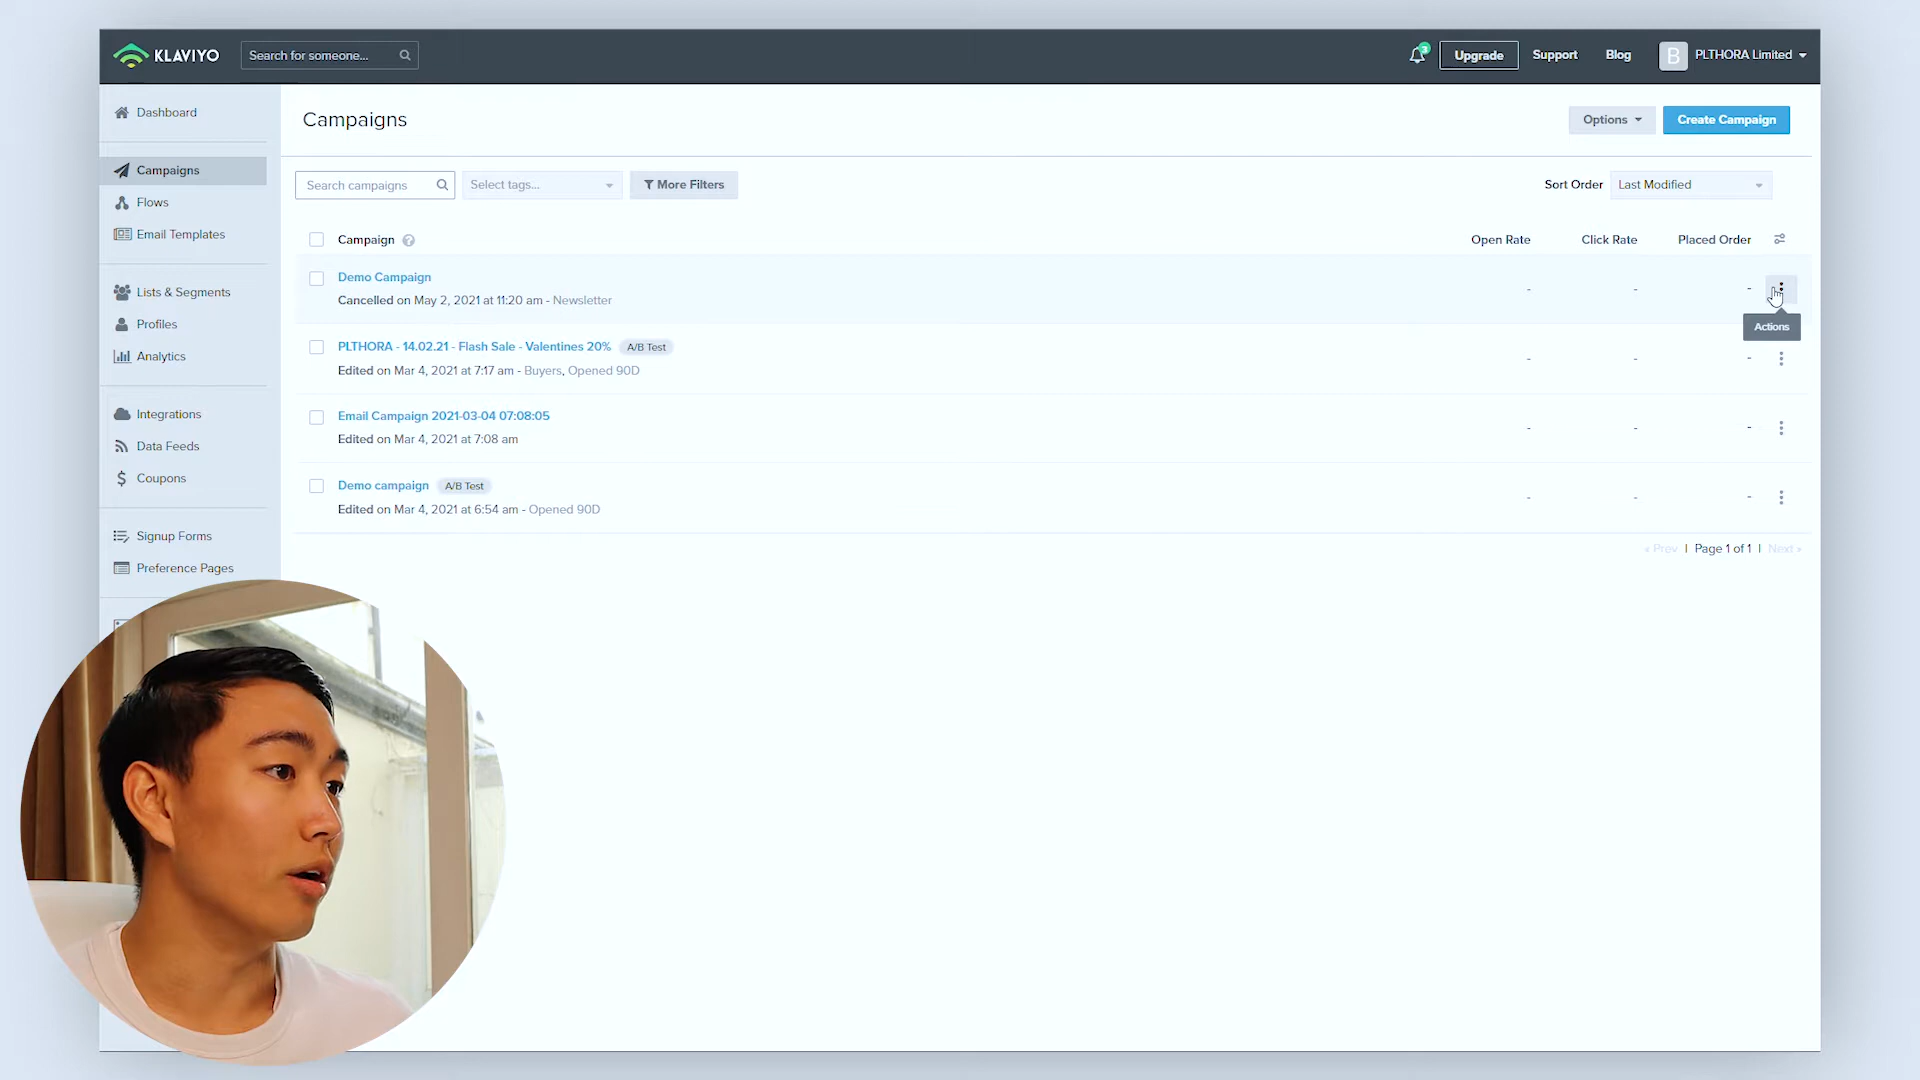 KLAVIYO
Search for someone...
3
Upgrade
Support
Blog
B
PLTHORA Limited
Dashboard
Campaigns
Flows
Email Templates
Lists & Segments
Profiles
Analytics
Integrations
Data Feeds
Coupons
Signup Forms
Preference Pages
Campaigns
Options
Create Campaign
Search campaigns
Select tags...
More Filters
Sort Order
Last Modified
Campaign ?
Open Rate
Click Rate
Placed Order
Demo Campaign
Cancelled on May 2, 2021 at 11:20 am - Newsletter
- - -
Actions
PLTHORA - 14.02.21 - Flash Sale - Valentines 20% A/B Test
Edited on Mar 4, 2021 at 7:17 am - Buyers, Opened 90D
- - -
Email Campaign 2021-03-04 07:08:05
Edited on Mar 4, 2021 at 7:08 am
- - -
Demo campaign A/B Test
Edited on Mar 4, 2021 at 6:54 am - Opened 90D
- - -
« Prev | Page 1 of 1 | Next »